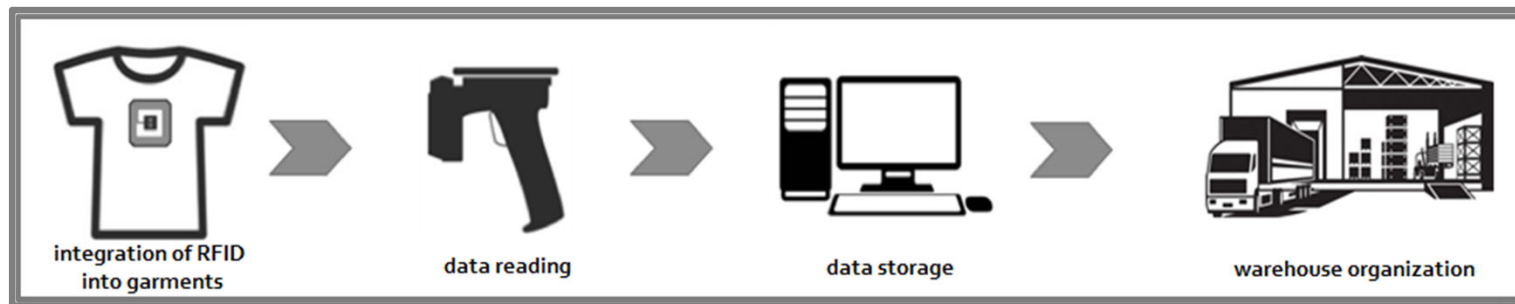 integration of RFID
into garments
data reading
data storage
warehouse organization